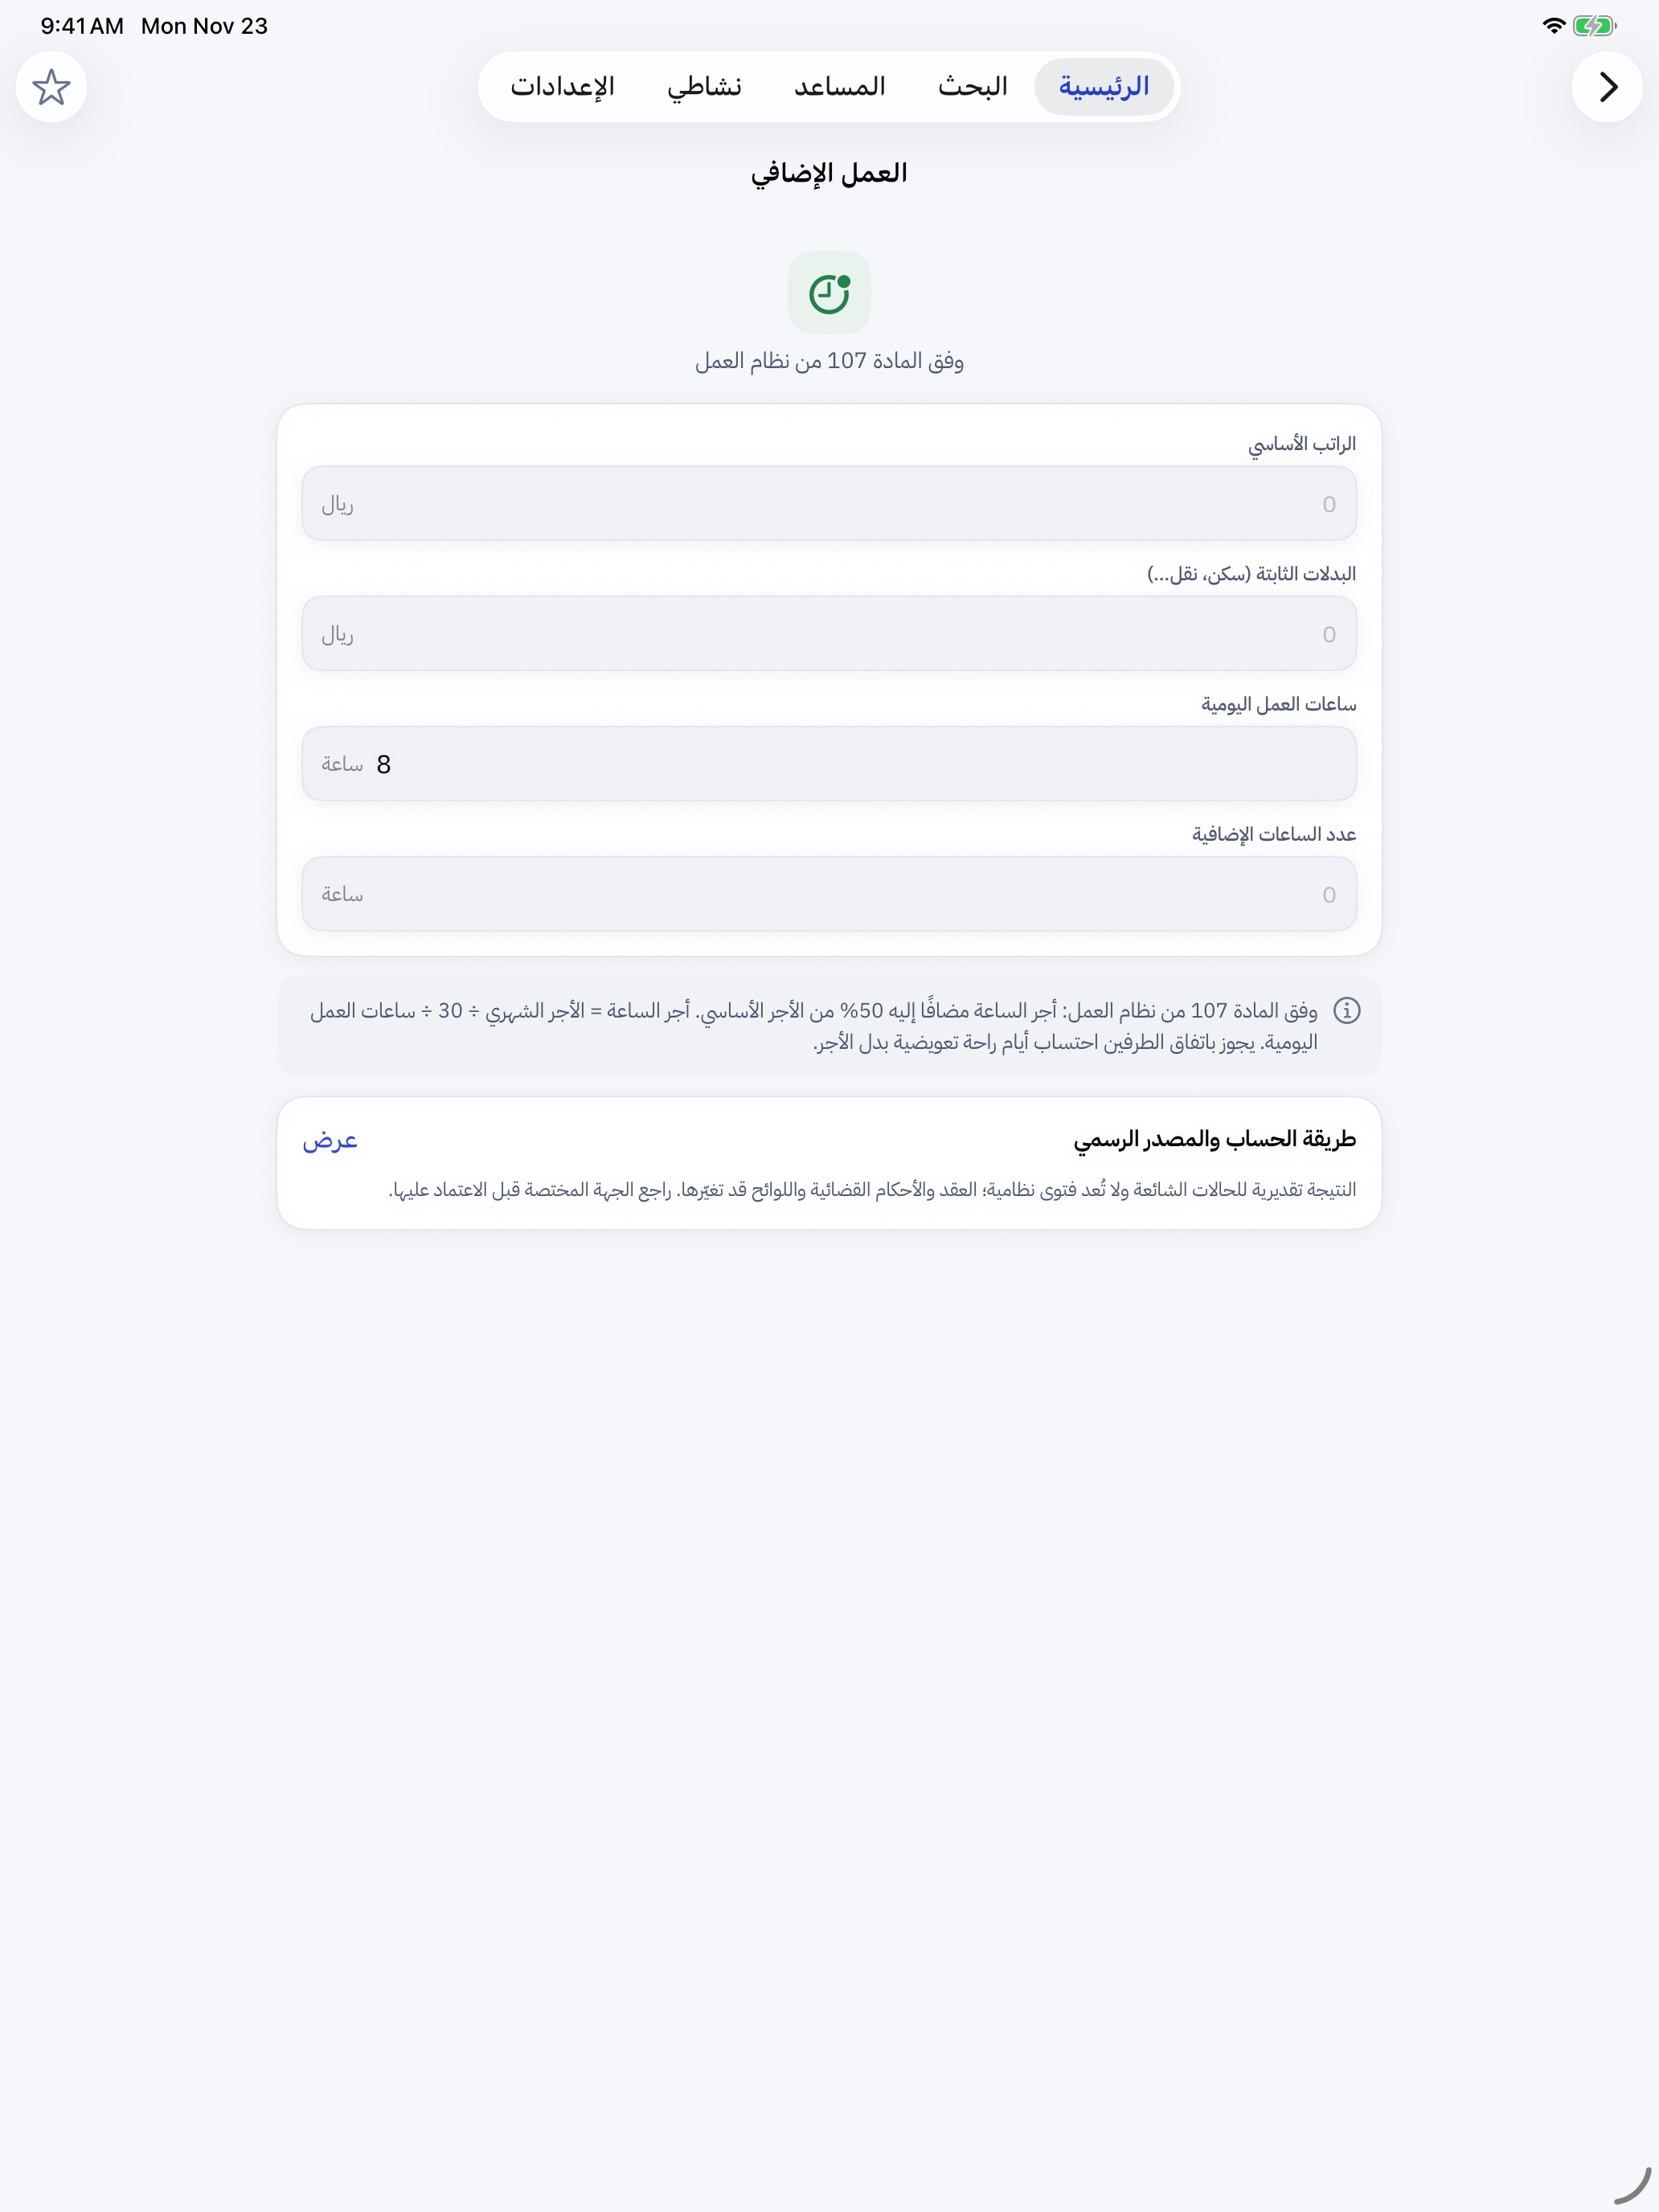 9:41 AM Mon Nov 23
الرئيسية
البحث
المساعد
نشاطي
الإعدادات
العمل الإضافي
وفق المادة 107 من نظام العمل
الراتب الأساسي
0 ريال
البدلات الثابتة (سكن، نقل...)
0 ريال
ساعات العمل اليومية
8 ساعة
عدد الساعات الإضافية
0 ساعة
وفق المادة 107 من نظام العمل: أجر الساعة مضافًا إليه 50% من الأجر الأساسي. أجر الساعة = الأجر الشهري ÷ 30 ÷ ساعات العمل
اليومية. يجوز باتفاق الطرفين احتساب أيام راحة تعويضية بدل الأجر.
طريقة الحساب والمصدر الرسمي
عرض
النتيجة تقديرية للحالات الشائعة ولا تُعد فتوى نظامية؛ العقد والأحكام القضائية واللوائح قد تغيّرها. راجع الجهة المختصة قبل الاعتماد عليها.